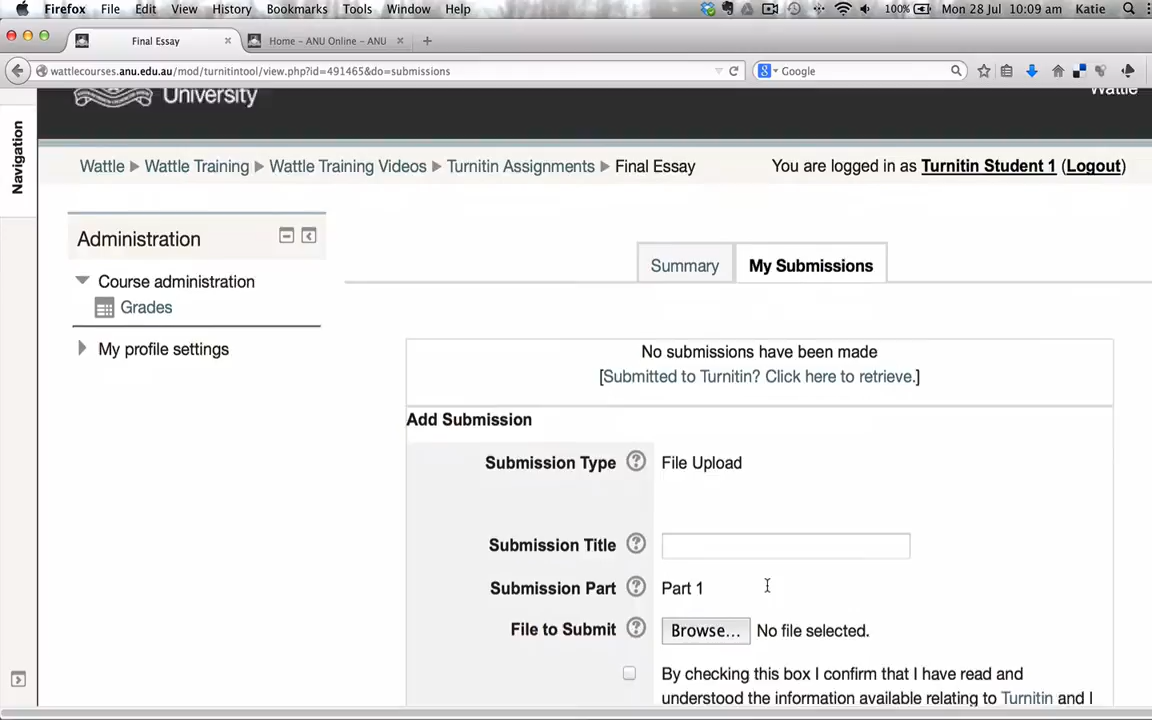 Firefox File Edit View History Bookmarks Tools Window Help 100% Mon 28 Jul 10:09 am Katie
Final Essay
Home - ANU Online - ANU
wattlecourses.anu.edu.au/mod/turnitintool/view.php?id=491465&do=submissions
Google
University
Wattle
Navigation
Wattle Wattle Training Wattle Training Videos Turnitin Assignments Final Essay
You are logged in as Turnitin Student 1 (Logout)
Administration
Course administration
Grades
My profile settings
Summary My Submissions
No submissions have been made
[Submitted to Turnitin? Click here to retrieve.]
Add Submission
Submission Type ? File Upload
Submission Title ?
Submission Part ? Part 1
File to Submit ? Browse... No file selected.
By checking this box I confirm that I have read and
understood the information available relating to Turnitin and I